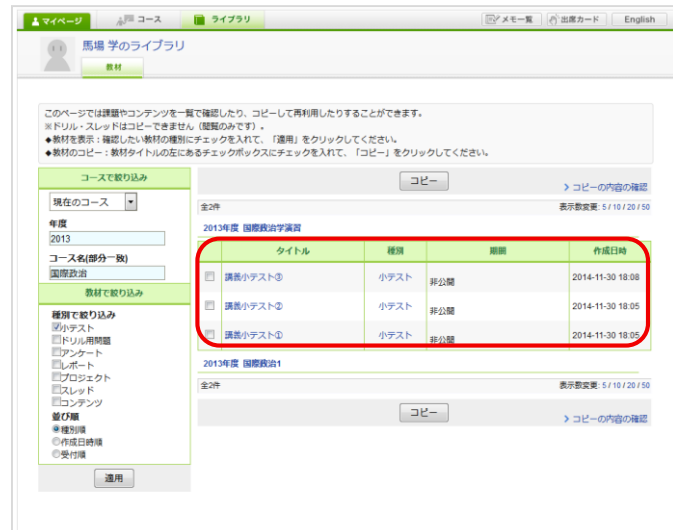 マイページ コース ライブラリ メモ一覧 出席カード English
馬場 学のライブラリ
教材
このページでは課題やコンテンツを一覧で確認したり、コピーして再利用したりすることができます。
※ドリル・スレッドはコピーできません（閲覧のみです）。
◆教材を表示：確認したい教材の種別にチェックを入れて、「適用」をクリックしてください。
◆教材のコピー：教材タイトルの左にあるチェックボックスにチェックを入れて、「コピー」をクリックしてください。
コースで絞り込み
現在のコース
年度
2013
コース名(部分一致)
国際政治
教材で絞り込み
種別で絞り込み
小テスト
ドリル用問題
アンケート
レポート
プロジェクト
スレッド
コンテンツ
並び順
種別順
作成日時順
受付順
適用
コピー
コピーの内容の確認
全2件 表示数変更: 5 / 10 / 20 / 50
2013年度 国際政治学演習
タイトル 種別 期間 作成日時
講義小テスト③ 小テスト 非公開 2014-11-30 18:08
講義小テスト② 小テスト 非公開 2014-11-30 18:05
講義小テスト① 小テスト 非公開 2014-11-30 18:05
2013年度 国際政治1
全2件 表示数変更: 5 / 10 / 20 / 50
コピー
コピーの内容の確認